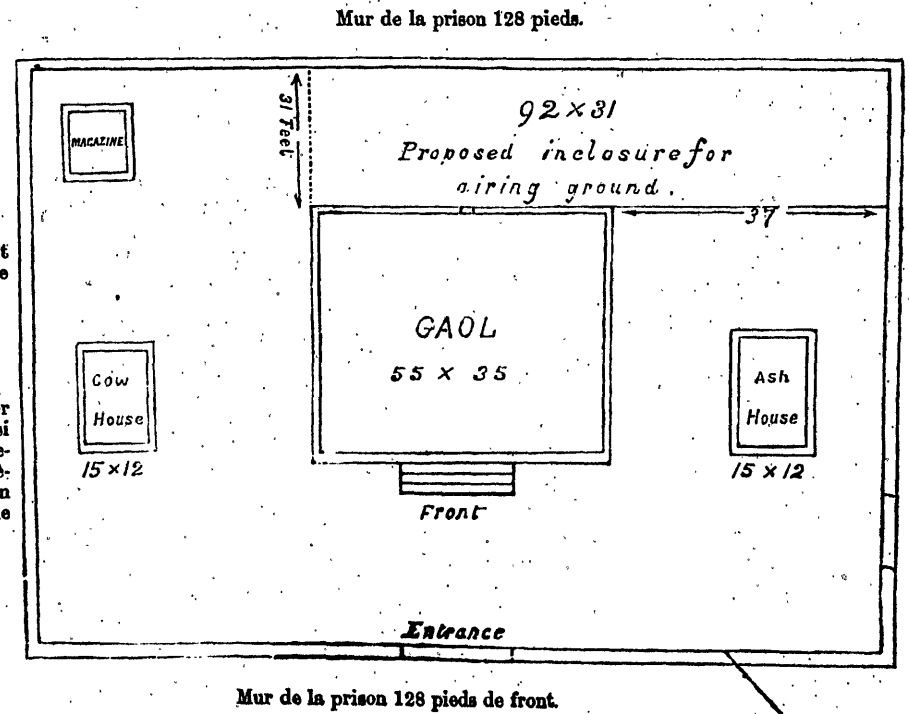 Mur de la prison 128 pieds.
31 Feet
92 × 31
Proposed inclosure for
airing ground.
MAGAZINE
37
GAOL
55 × 35
Cow
House
15 × 12
Ash
House
15 × 12
Front
Entrance
Mur de la prison 128 pieds de front.